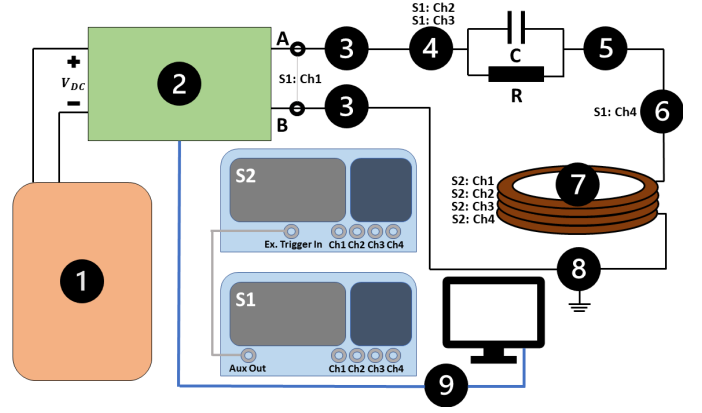 S1: Ch2
S1: Ch3
A
3
4
C
R
5
+
V_DC
−
2
S1: Ch1
B
3
S1: Ch4
6
S2
Ex. Trigger In Ch1 Ch2 Ch3 Ch4
S2: Ch1
S2: Ch2
S2: Ch3
S2: Ch4
7
1
S1
Aux Out Ch1 Ch2 Ch3 Ch4
8
9